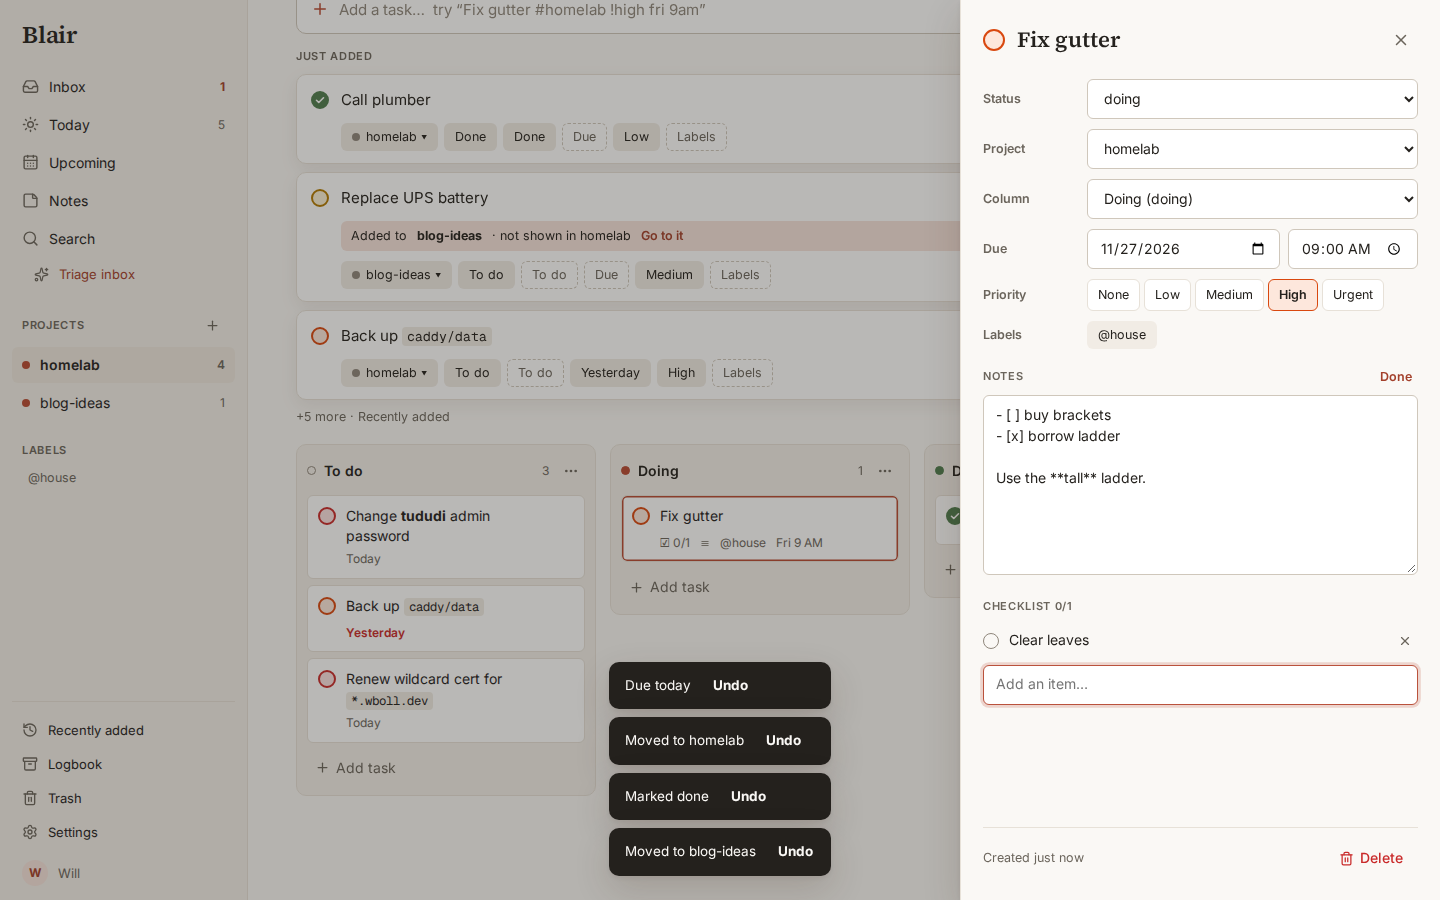 Blair
Inbox 1
Today 5
Upcoming
Notes
Search
Triage inbox
PROJECTS
homelab 4
blog-ideas 1
LABELS
@house
Recently added
Logbook
Trash
Settings
W Will
Add a task... try “Fix gutter #homelab !high fri 9am”
JUST ADDED
Call plumber
homelab Done Done Due Low Labels
Replace UPS battery
Added to blog-ideas · not shown in homelab Go to it
blog-ideas To do To do Due Medium Labels
Back up caddy/data
homelab To do To do Yesterday High Labels
+5 more · Recently added
To do 3
Change tududi admin
password
Today
Back up caddy/data
Yesterday
Renew wildcard cert for
*.wboll.dev
Today
+ Add task
Doing 1
Fix gutter
0/1 @house Fri 9 AM
+ Add task
D
+
Due today Undo
Moved to homelab Undo
Marked done Undo
Moved to blog-ideas Undo
Fix gutter
Status doing
Project homelab
Column Doing (doing)
Due 11/27/2026 09:00 AM
Priority None Low Medium High Urgent
Labels @house
NOTES Done
- [ ] buy brackets
- [x] borrow ladder
Use the **tall** ladder.
CHECKLIST 0/1
Clear leaves
Add an item...
Created just now Delete